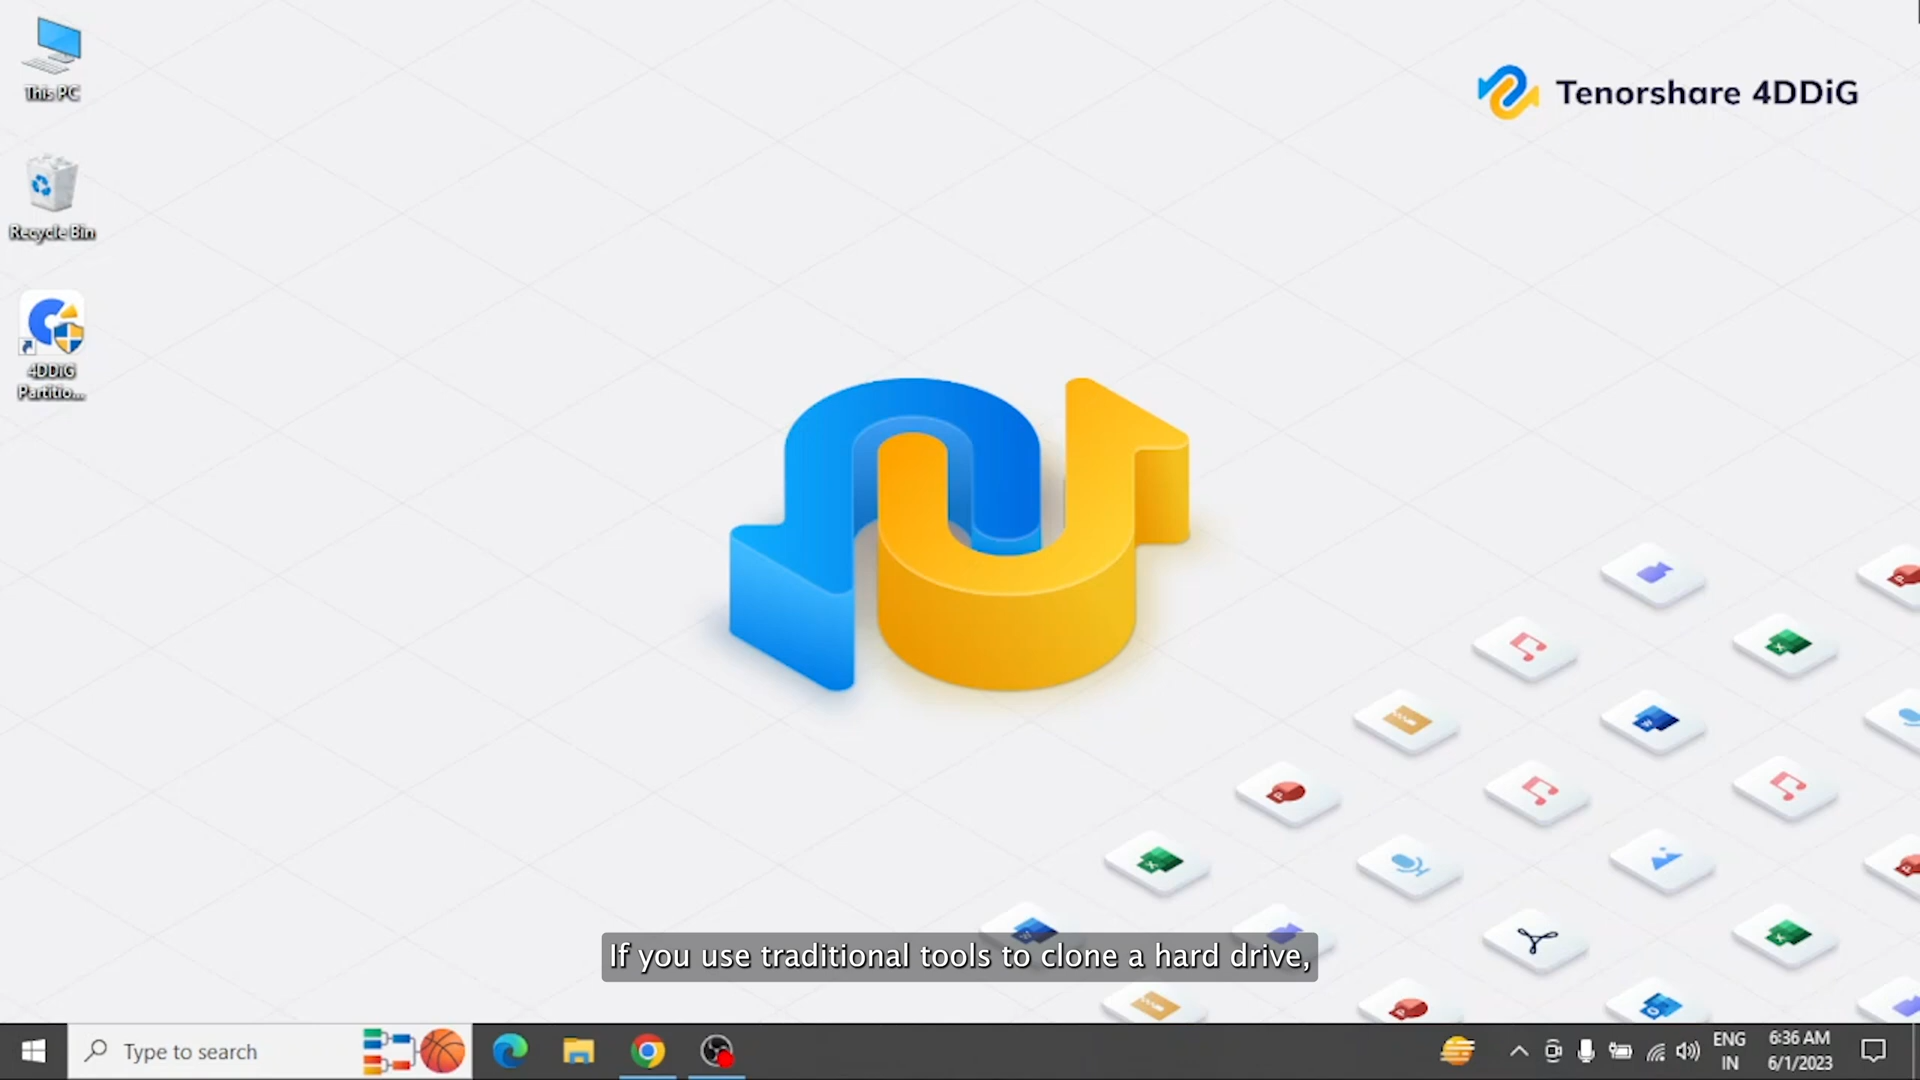 This PC
Tenorshare 4DDiG
Recycle Bin
4DDiG
Partitio...
If you use traditional tools to clone a hard drive,
Type to search
ENG
IN
6:36 AM
6/1/2023